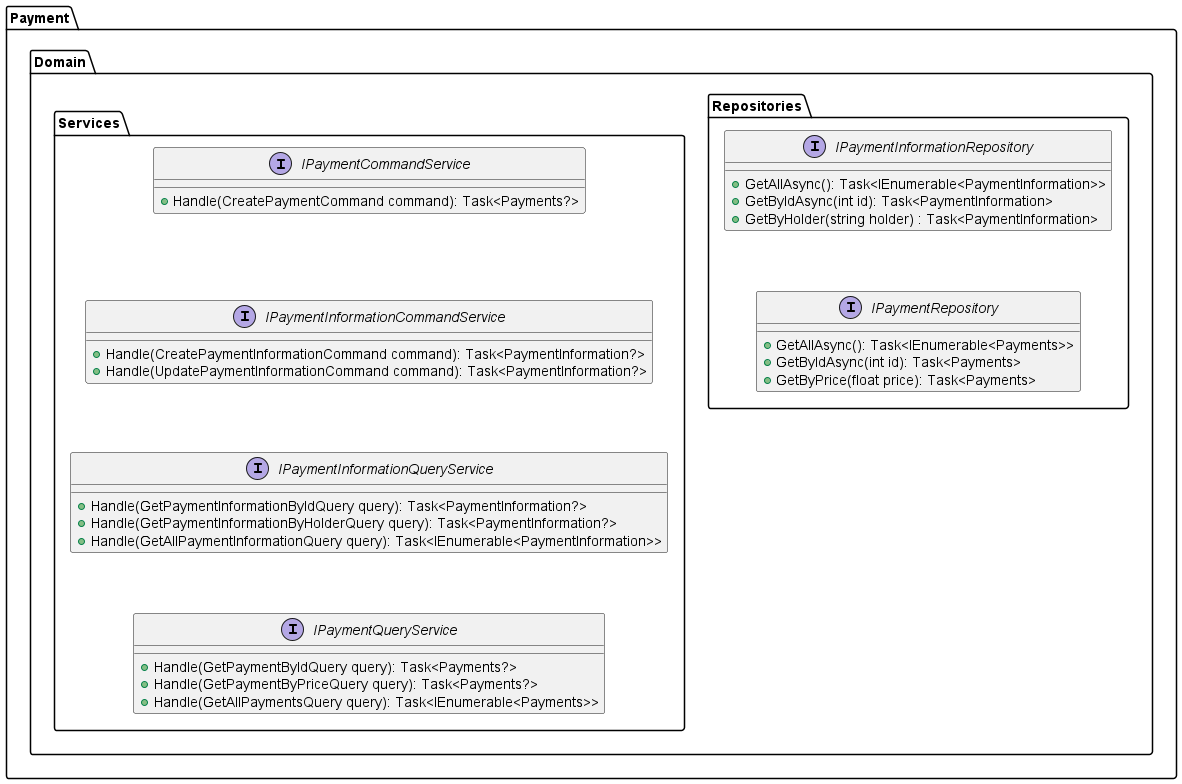 Payment
Domain
Services
I IPaymentCommandService
Handle(CreatePaymentCommand command): Task<Payments?>
I IPaymentInformationCommandService
Handle(CreatePaymentInformationCommand command): Task<PaymentInformation?>
Handle(UpdatePaymentInformationCommand command): Task<PaymentInformation?>
I IPaymentInformationQueryService
Handle(GetPaymentInformationByIdQuery query): Task<PaymentInformation?>
Handle(GetPaymentInformationByHolderQuery query): Task<PaymentInformation?>
Handle(GetAllPaymentInformationQuery query): Task<IEnumerable<PaymentInformation>>
I IPaymentQueryService
Handle(GetPaymentByIdQuery query): Task<Payments?>
Handle(GetPaymentByPriceQuery query): Task<Payments?>
Handle(GetAllPaymentsQuery query): Task<IEnumerable<Payments>>
Repositories
I IPaymentInformationRepository
GetAllAsync(): Task<IEnumerable<PaymentInformation>>
GetByIdAsync(int id): Task<PaymentInformation>
GetByHolder(string holder) : Task<PaymentInformation>
I IPaymentRepository
GetAllAsync(): Task<IEnumerable<Payments>>
GetByIdAsync(int id): Task<Payments>
GetByPrice(float price): Task<Payments>